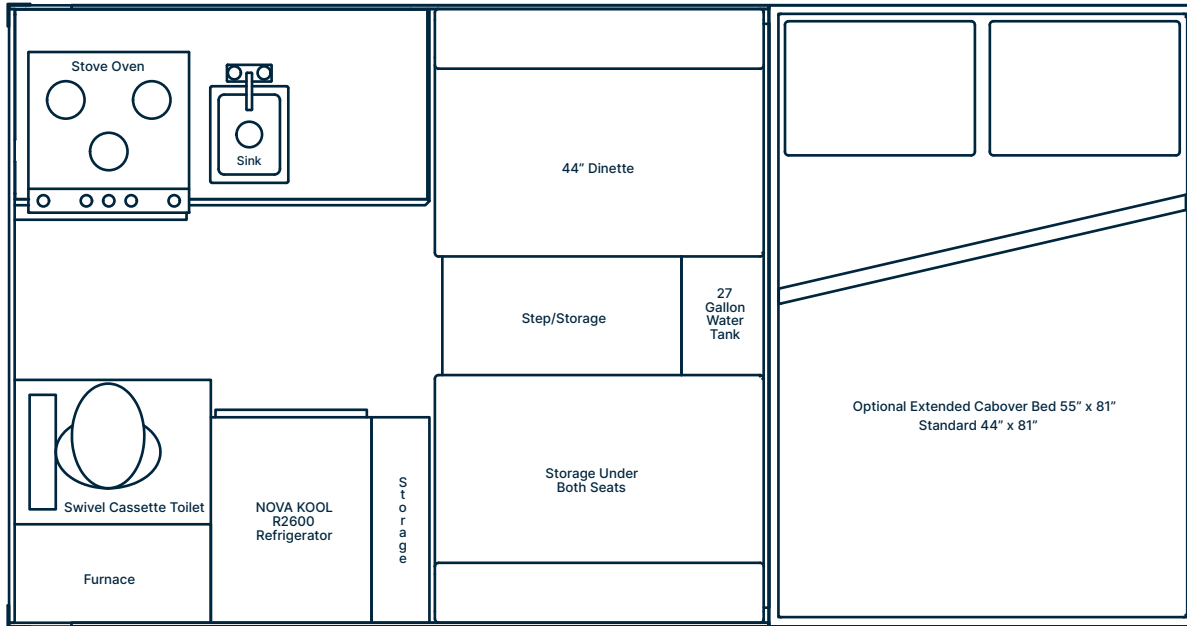 Stove Oven
Sink
44” Dinette
Step/Storage
27
Gallon
Water
Tank
Optional Extended Cabover Bed 55” x 81”
Standard 44” x 81”
Swivel Cassette Toilet
NOVA KOOL
R2600
Refrigerator
Storage
Storage Under
Both Seats
Furnace